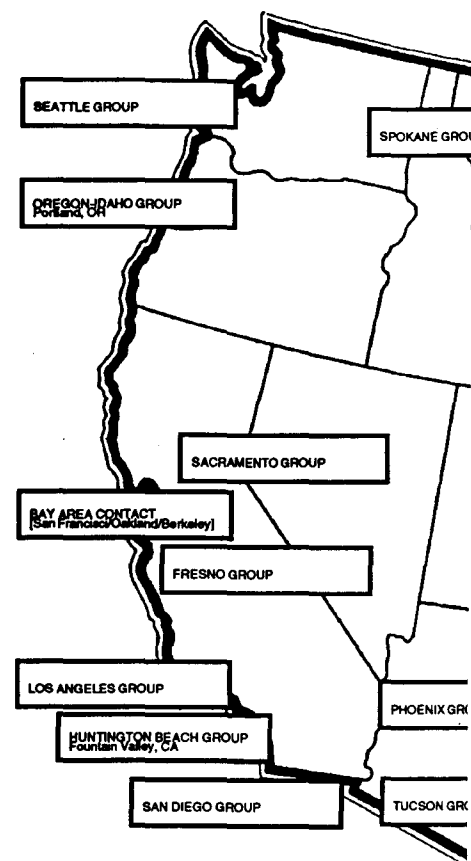 SEATTLE GROUP
SPOKANE GROU
OREGON-IDAHO GROUP
Portland, OR
SACRAMENTO GROUP
BAY AREA CONTACT
[San Francisci/Oakland/Berkeley]
FRESNO GROUP
LOS ANGELES GROUP
PHOENIX GRO
HUNTINGTON BEACH GROUP
Fountain Valley, CA
SAN DIEGO GROUP
TUCSON GRO